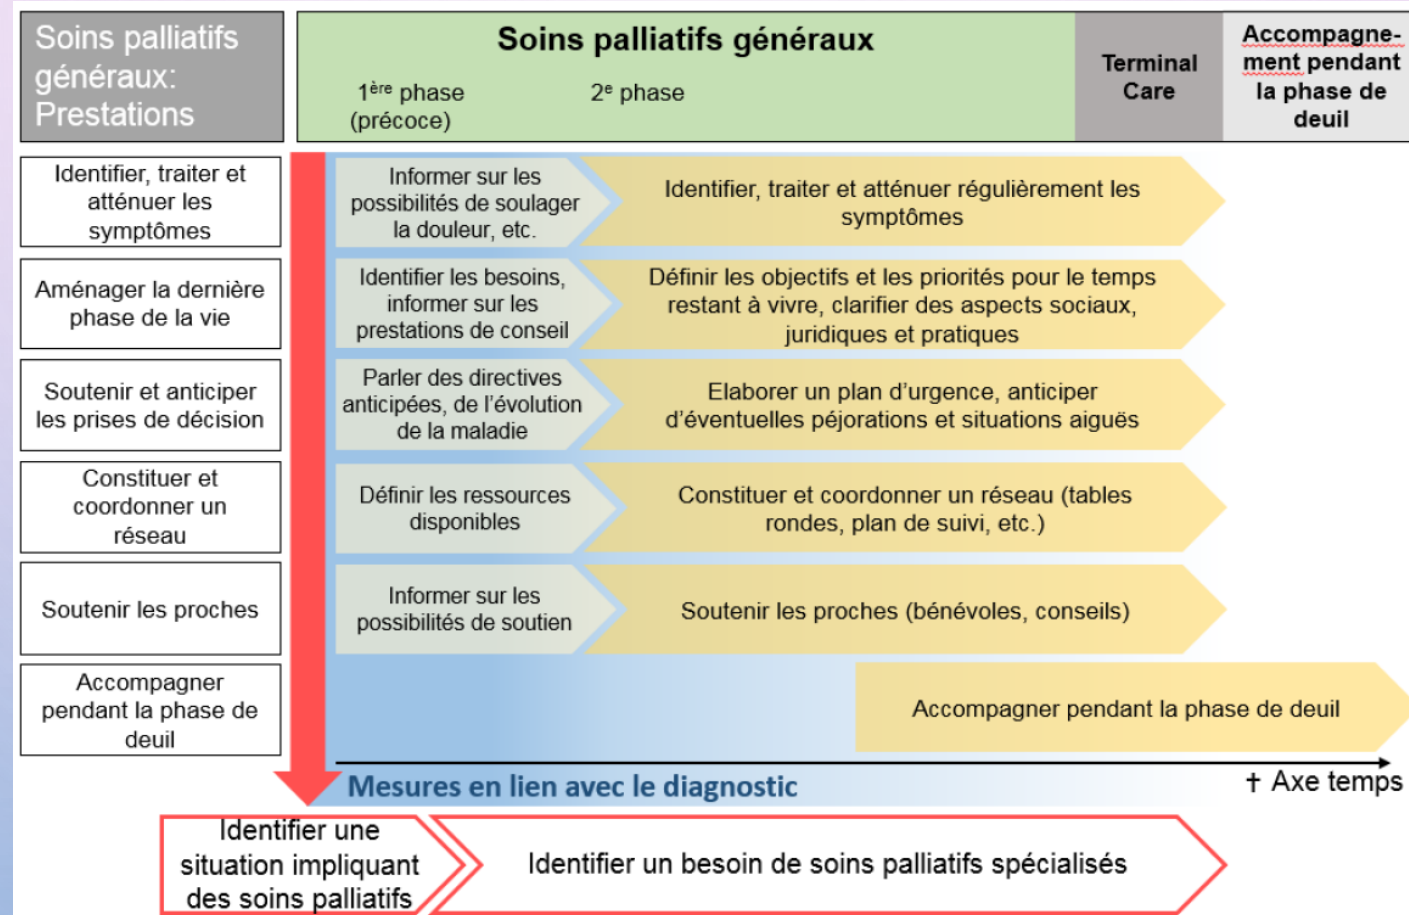 Soins palliatifs
généraux:
Prestations
Soins palliatifs généraux
1ère phase
(précoce)
2e phase
Terminal
Care
Accompagne-
ment pendant
la phase de
deuil
Identifier, traiter et
atténuer les
symptômes
Informer sur les
possibilités de soulager
la douleur, etc.
Identifier, traiter et atténuer régulièrement les
symptômes
Aménager la dernière
phase de la vie
Identifier les besoins,
informer sur les
prestations de conseil
Définir les objectifs et les priorités pour le temps
restant à vivre, clarifier des aspects sociaux,
juridiques et pratiques
Soutenir et anticiper
les prises de décision
Parler des directives
anticipées, de l'évolution
de la maladie
Elaborer un plan d'urgence, anticiper
d'éventuelles péjorations et situations aiguës
Constituer et
coordonner un
réseau
Définir les ressources
disponibles
Constituer et coordonner un réseau (tables
rondes, plan de suivi, etc.)
Soutenir les proches
Informer sur les
possibilités de soutien
Soutenir les proches (bénévoles, conseils)
Accompagner
pendant la phase de
deuil
Accompagner pendant la phase de deuil
Mesures en lien avec le diagnostic
✝ Axe temps
Identifier une
situation impliquant
des soins palliatifs
Identifier un besoin de soins palliatifs spécialisés